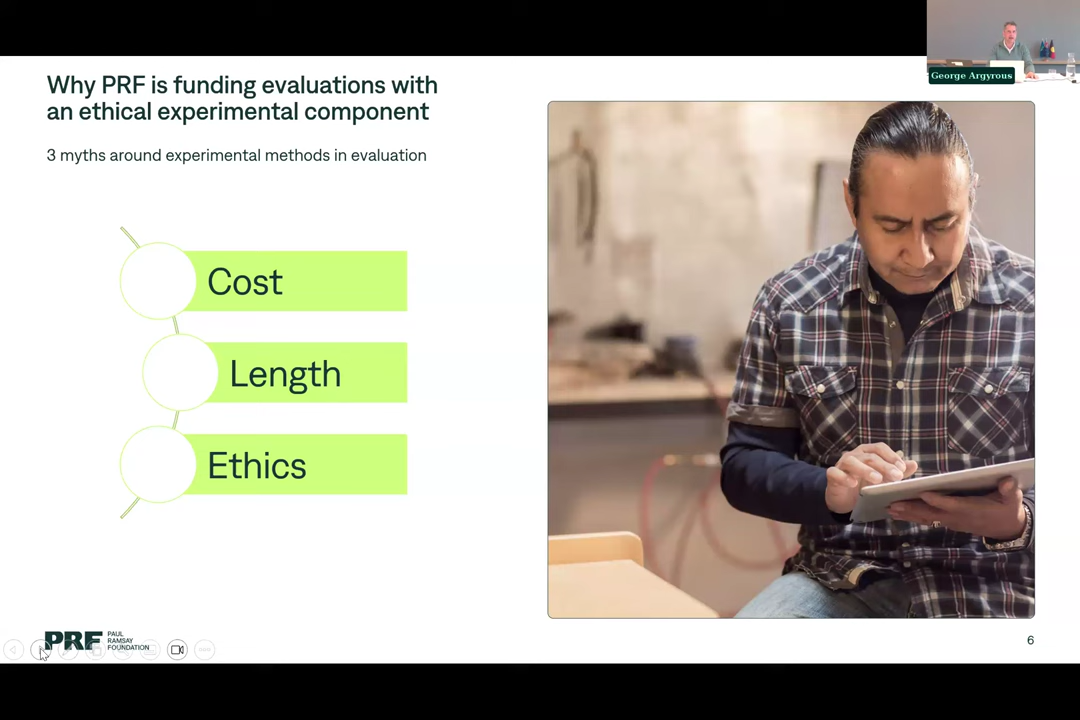 George Argyrous
Why PRF is funding evaluations with
an ethical experimental component
3 myths around experimental methods in evaluation
Cost
Length
Ethics
PRF
PAUL
RAMSAY
FOUNDATION
6